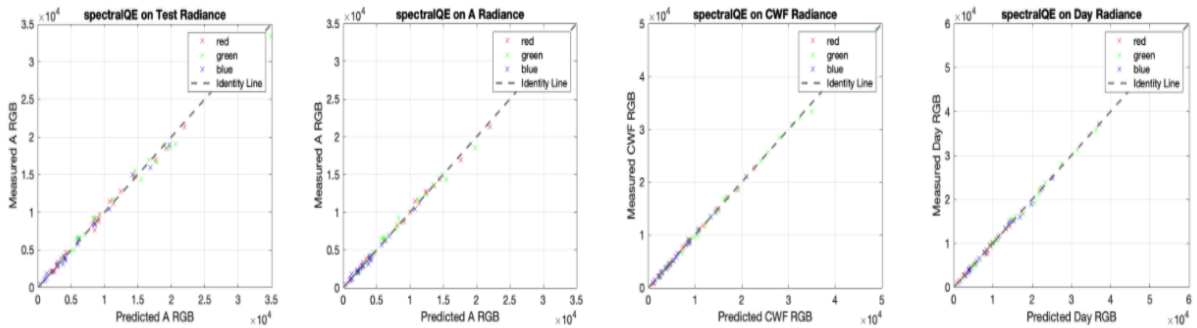 spectralQE on Test Radiance
×10⁴
3.5
3
2.5
2
1.5
1
0.5
0
0 0.5 1 1.5 2 2.5 3 3.5
×10⁴
Measured A RGB
Predicted A RGB
red
green
blue
Identity Line
spectralQE on A Radiance
×10⁴
3.5
3
2.5
2
1.5
1
0.5
0
0 0.5 1 1.5 2 2.5 3 3.5
×10⁴
Measured A RGB
Predicted A RGB
red
green
blue
Identity Line
spectralQE on CWF Radiance
×10⁴
5
4
3
2
1
0
0 1 2 3 4 5
×10⁴
Measured CWF RGB
Predicted CWF RGB
red
green
blue
Identity Line
spectralQE on Day Radiance
×10⁴
6
5
4
3
2
1
0
0 1 2 3 4 5 6
×10⁴
Measured Day RGB
Predicted Day RGB
red
green
blue
Identity Line